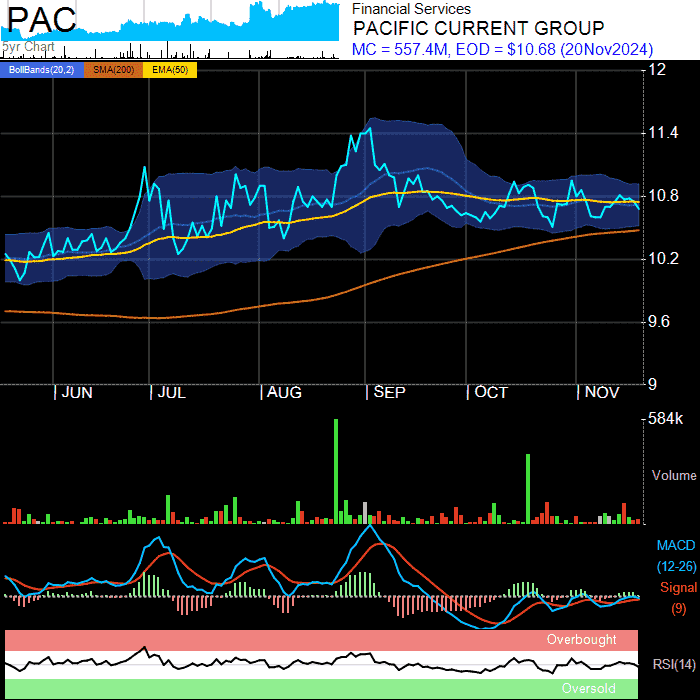 PAC
5yr Chart
Financial Services
PACIFIC CURRENT GROUP
MC = 557.4M, EOD = $10.68 (20Nov2024)
BollBands(20,2) SMA(200) EMA(50)
12
11.4
10.8
10.2
9.6
9
JUN JUL AUG SEP OCT NOV
584k
Volume
MACD
(12-26)
Signal
(9)
Overbought
RSI(14)
Oversold